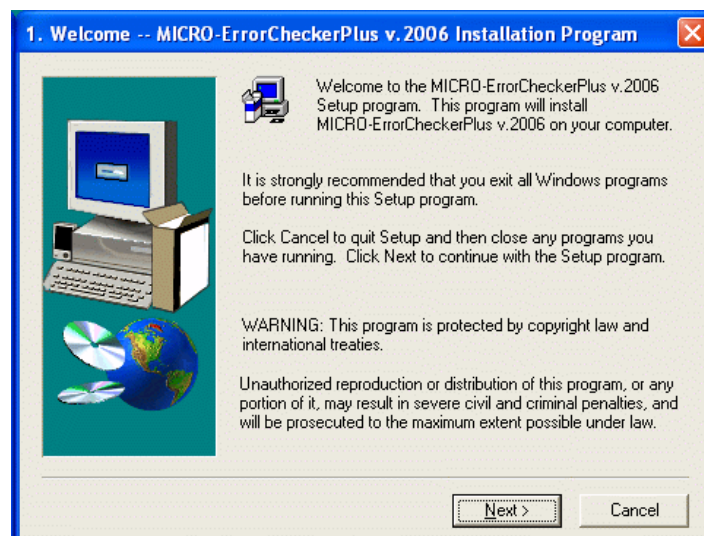 1. Welcome -- MICRO-ErrorCheckerPlus v.2006 Installation Program
Welcome to the MICRO-ErrorCheckerPlus v.2006
Setup program. This program will install
MICRO-ErrorCheckerPlus v.2006 on your computer.
It is strongly recommended that you exit all Windows programs
before running this Setup program.
Click Cancel to quit Setup and then close any programs you
have running. Click Next to continue with the Setup program.
WARNING: This program is protected by copyright law and
international treaties.
Unauthorized reproduction or distribution of this program, or any
portion of it, may result in severe civil and criminal penalties, and
will be prosecuted to the maximum extent possible under law.
Next >
Cancel